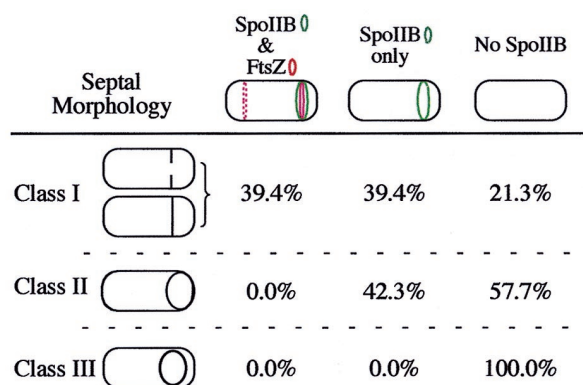 SpoIIB
&
FtsZ
SpoIIB
only
No SpoIIB
Septal
Morphology
Class I 39.4% 39.4% 21.3%
Class II 0.0% 42.3% 57.7%
Class III 0.0% 0.0% 100.0%